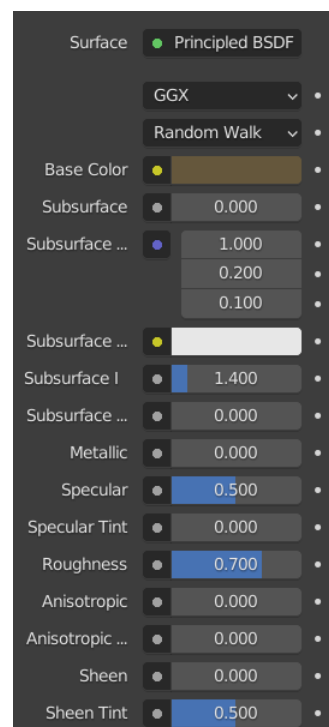 Surface Principled BSDF
GGX
Random Walk
Base Color
Subsurface 0.000
Subsurface ... 1.000
0.200
0.100
Subsurface ...
Subsurface I 1.400
Subsurface ... 0.000
Metallic 0.000
Specular 0.500
Specular Tint 0.000
Roughness 0.700
Anisotropic 0.000
Anisotropic ... 0.000
Sheen 0.000
Sheen Tint 0.500